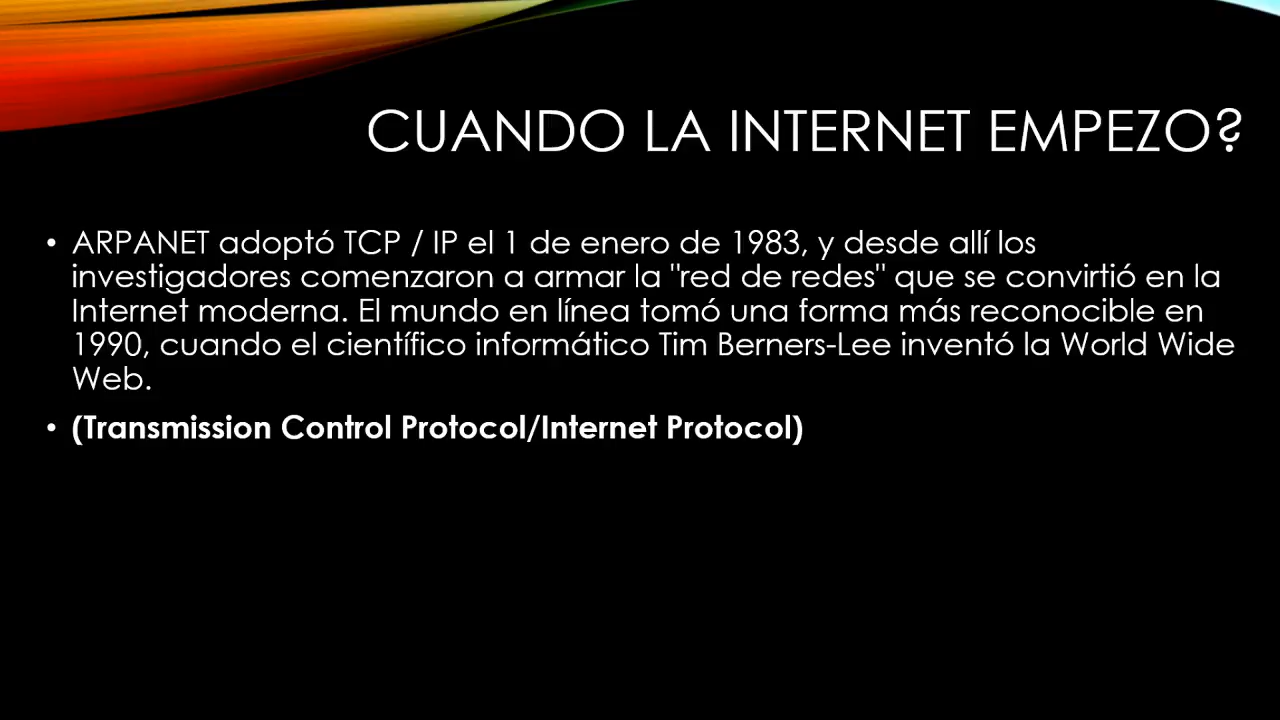 CUANDO LA INTERNET EMPEZO?
• ARPANET adoptó TCP / IP el 1 de enero de 1983, y desde allí los
investigadores comenzaron a armar la "red de redes" que se convirtió en la
Internet moderna. El mundo en línea tomó una forma más reconocible en
1990, cuando el científico informático Tim Berners-Lee inventó la World Wide
Web.
• (Transmission Control Protocol/Internet Protocol)